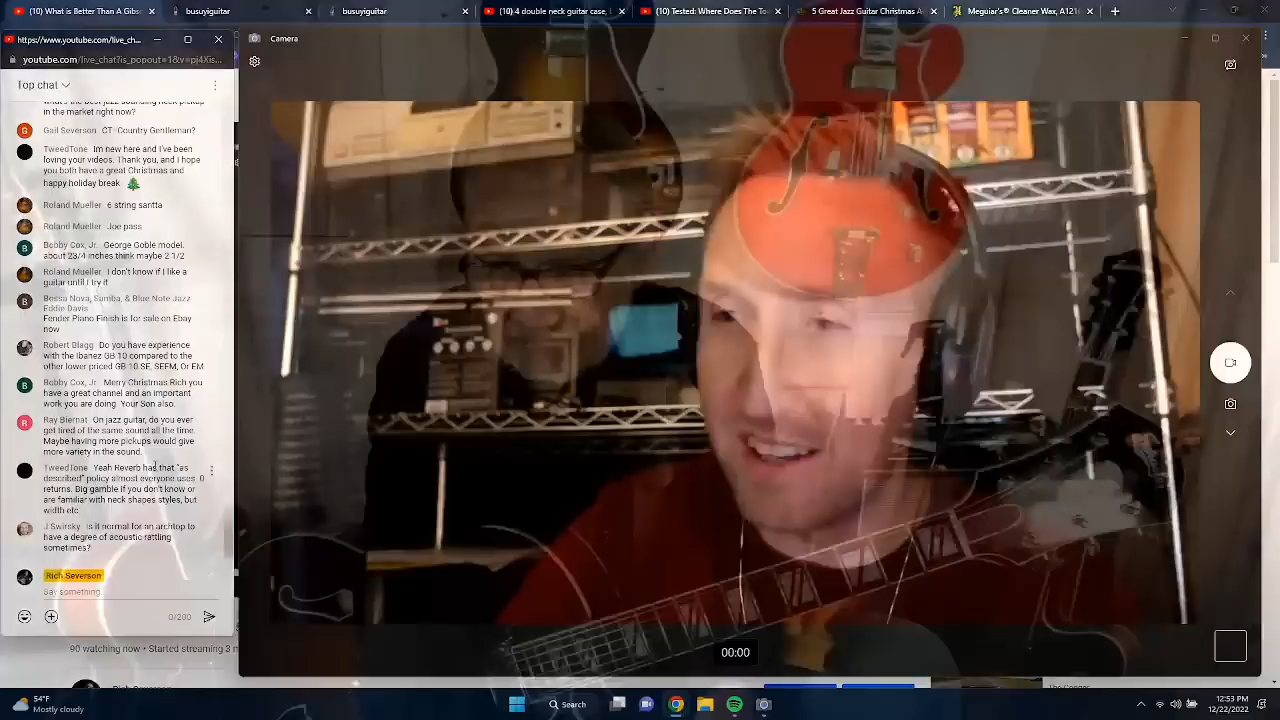 (10) What is Better Than A Gibs
busyiguitar
busyiguitar
(10) 4 double neck guitar case,
(10) Tested: Where Does The To
5 Great Jazz Guitar Christmas A
Meguiar's® Cleaner Wax, A1216
https://www.youtube.com/live_ch...
youtube.com/live_chat?is_popout=1&v=pj4Xs...
Camera
Top chat
in the market right now?
Gail Severson CT Country Gentleman?
TweedTone Im new here and I've been
loving your videos. Thank you, and I hope
you both have a great Christmas and
happy holiday break
Roland Mueller 6 string santta
Roland Mueller Joe pass
Bobby Cox, Jr. George Goble model.
about 23/4 inches think maybe 2 1/2
Roland Mueller I don't know if I like a
guitar until I try if
Bossa Nova, Samba, & Blue Note Jazz
Eddie Davis
Fender Piano Finish is for sale on Ebay
now
Robert Blagg Do you have experience
with the Ibanez GB 10 compared to the
other lower priced GB 10 SE, SEFM, Or EM
Bobby Cox, Jr. Merry Christmas Rich you
have a great channel and an important
work you are doing. Your Son also.
Ray Biernat On jazz guitar, do you ever
get tired of the same sound all the time.
Maybe having more pickups would give
more variety in the sound.
TweedTone Yeah Reverb had that "as
described" policy almost everyone uses 0
returns. Big gamble if you don't know or
are familiar with neck shapes styles, but
width etc
J Swirsky is it normal for an archtop to
have a degree of acoustic rattling
sometimes?
Rich Severson
Say something...
0/200
90 watching now • Started streaming 3 m
00:00
54°F
Mostly cloudy
Search
12:53 PM
12/22/2022